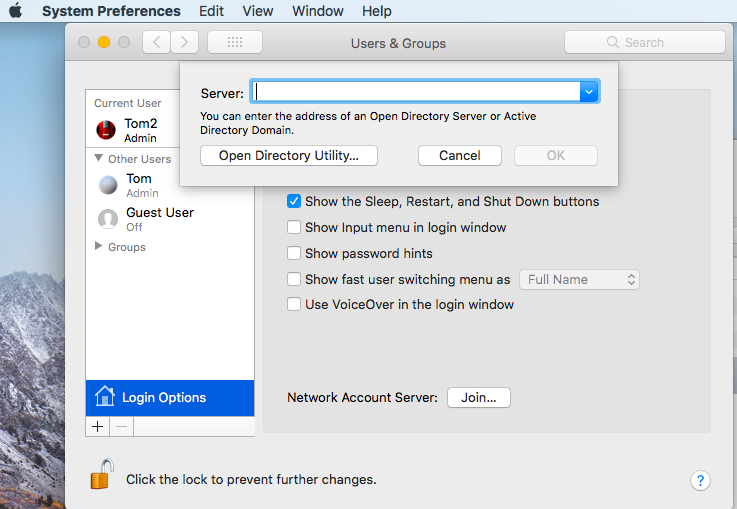 System Preferences Edit View Window Help
Users & Groups
Search
Server:
You can enter the address of an Open Directory Server or Active
Directory Domain.
Open Directory Utility... Cancel OK
Current User
Tom2
Admin
Other Users
Tom
Admin
Guest User
Off
Groups
Login Options
Show the Sleep, Restart, and Shut Down buttons
Show Input menu in login window
Show password hints
Show fast user switching menu as Full Name
Use VoiceOver in the login window
Network Account Server: Join...
+ −
Click the lock to prevent further changes.
?